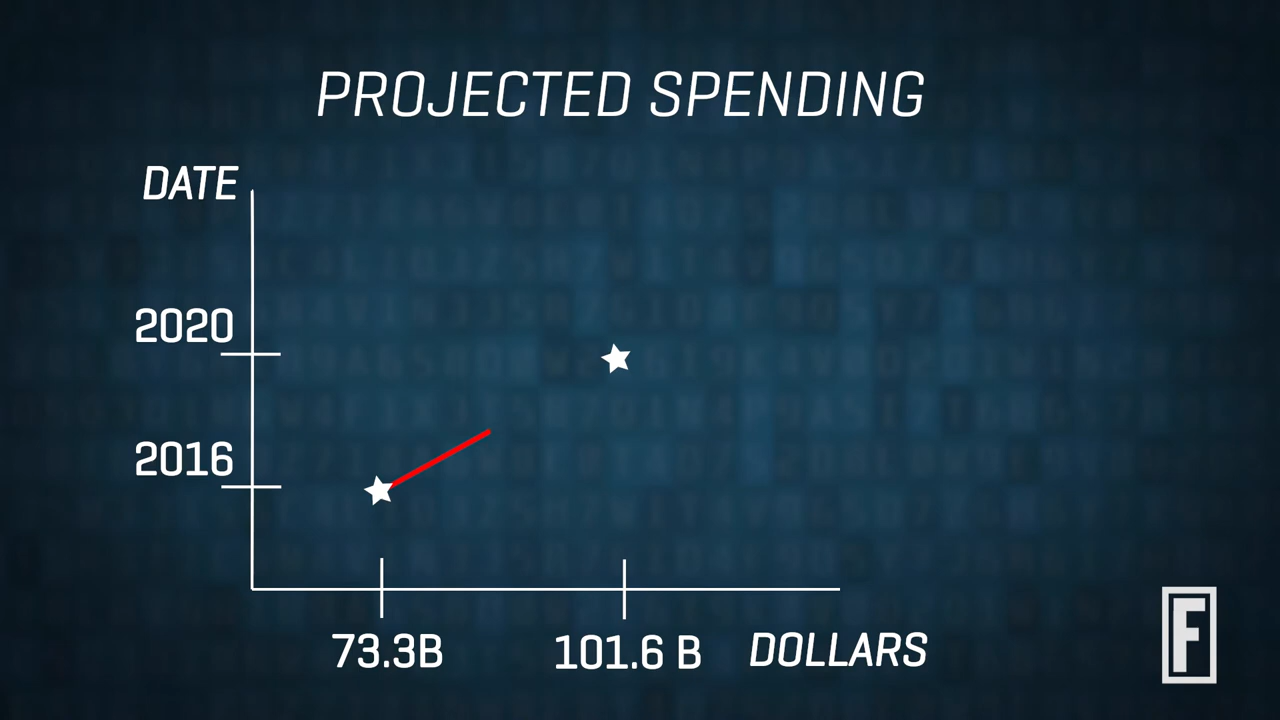 PROJECTED SPENDING
DATE
2020
2016
73.3B
101.6 B
DOLLARS
F